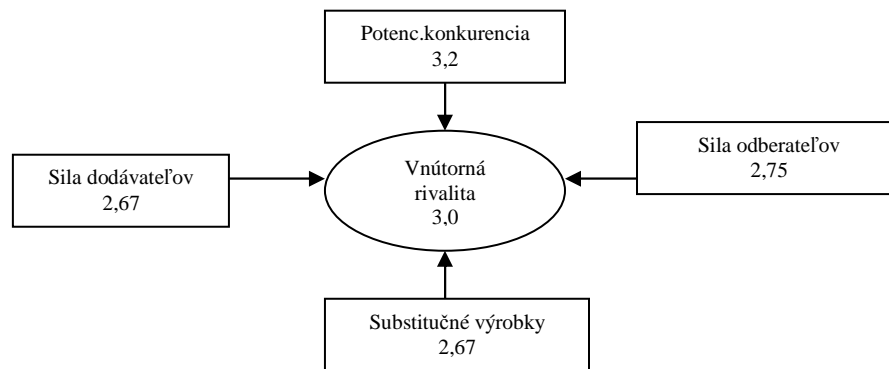 Potenc.konkurencia
3,2
Sila odberateľov
2,75
Sila dodávateľov
2,67
Vnútorná
rivalita
3,0
Substitučné výrobky
2,67